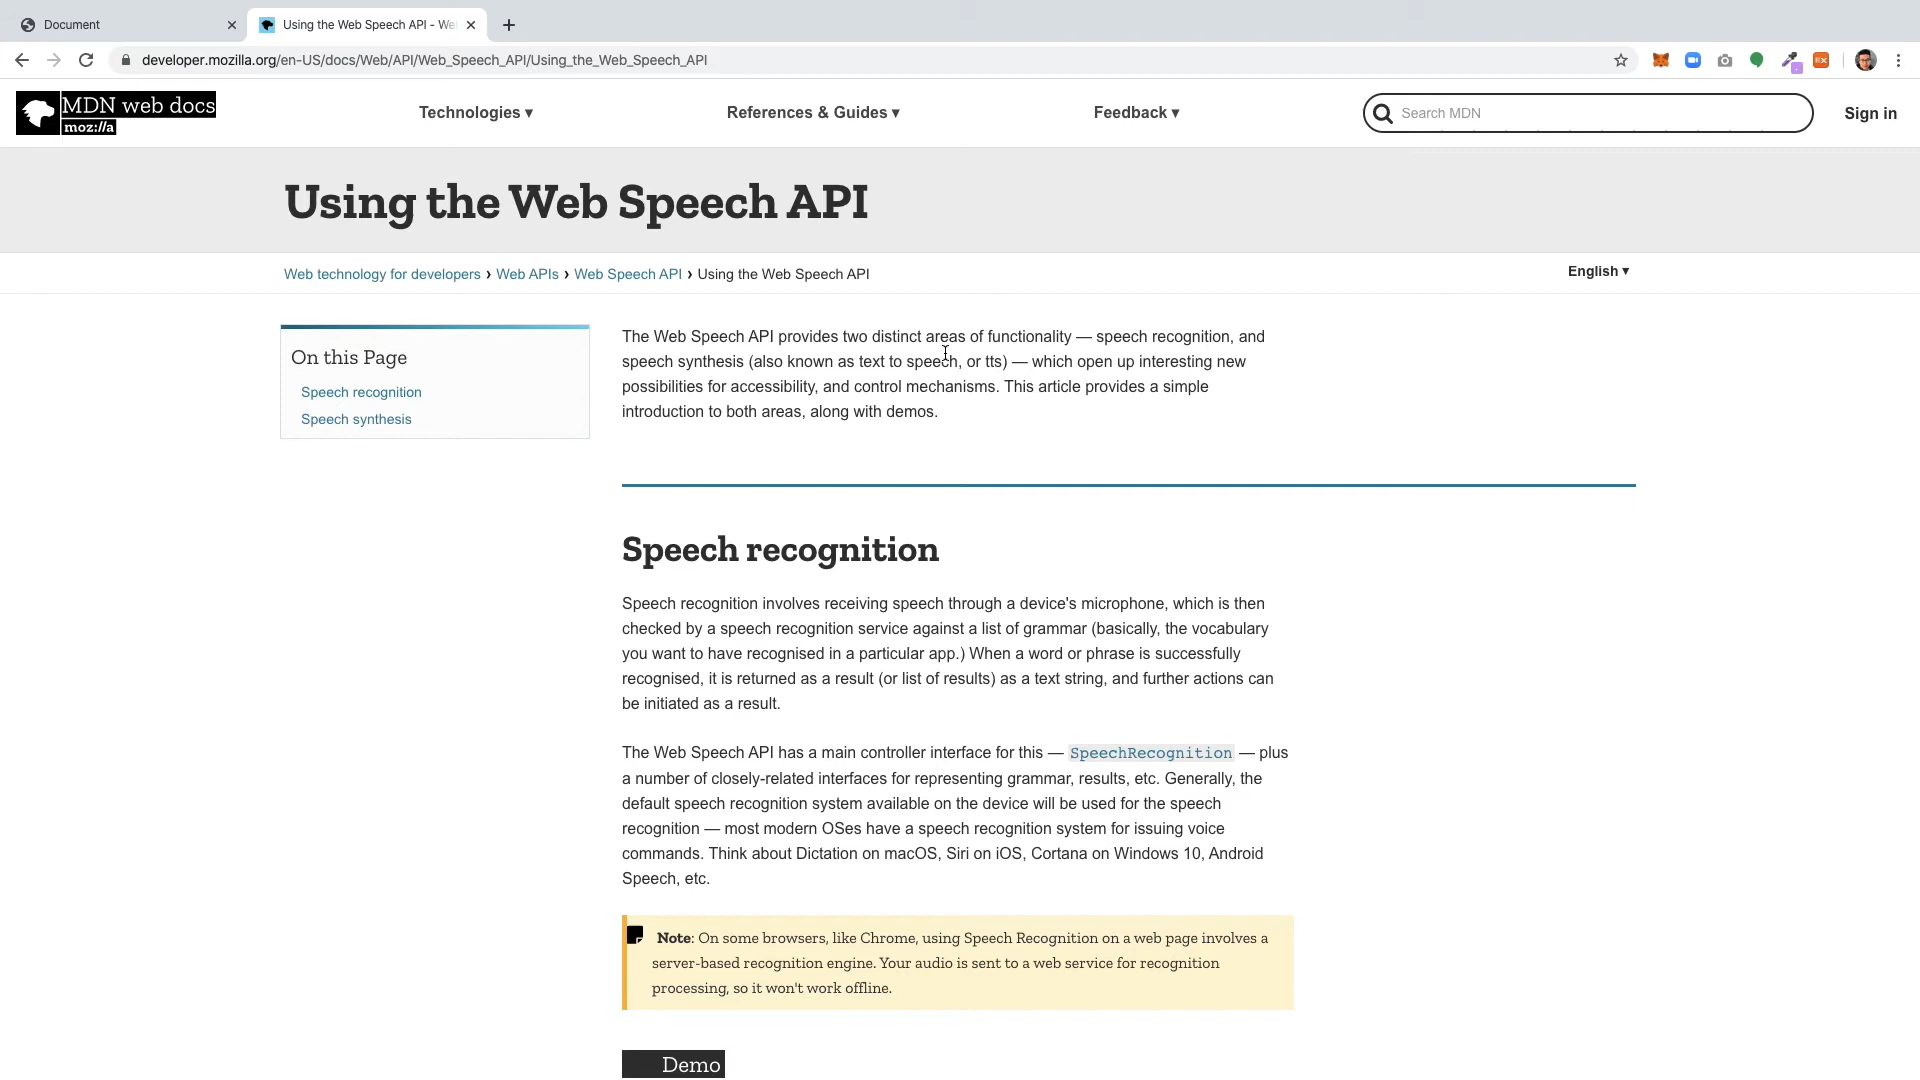 Document
Using the Web Speech API - We
developer.mozilla.org/en-US/docs/Web/API/Web_Speech_API/Using_the_Web_Speech_API
MDN web docs
moz://a
Technologies ▾
References & Guides ▾
Feedback ▾
Search MDN
Sign in
Using the Web Speech API
Web technology for developers › Web APIs › Web Speech API › Using the Web Speech API
English ▾
On this Page
Speech recognition
Speech synthesis
The Web Speech API provides two distinct areas of functionality — speech recognition, and
speech synthesis (also known as text to speech, or tts) — which open up interesting new
possibilities for accessibility, and control mechanisms. This article provides a simple
introduction to both areas, along with demos.
Speech recognition
Speech recognition involves receiving speech through a device's microphone, which is then
checked by a speech recognition service against a list of grammar (basically, the vocabulary
you want to have recognised in a particular app.) When a word or phrase is successfully
recognised, it is returned as a result (or list of results) as a text string, and further actions can
be initiated as a result.
The Web Speech API has a main controller interface for this — SpeechRecognition — plus
a number of closely-related interfaces for representing grammar, results, etc. Generally, the
default speech recognition system available on the device will be used for the speech
recognition — most modern OSes have a speech recognition system for issuing voice
commands. Think about Dictation on macOS, Siri on iOS, Cortana on Windows 10, Android
Speech, etc.
Note: On some browsers, like Chrome, using Speech Recognition on a web page involves a
server-based recognition engine. Your audio is sent to a web service for recognition
processing, so it won't work offline.
Demo